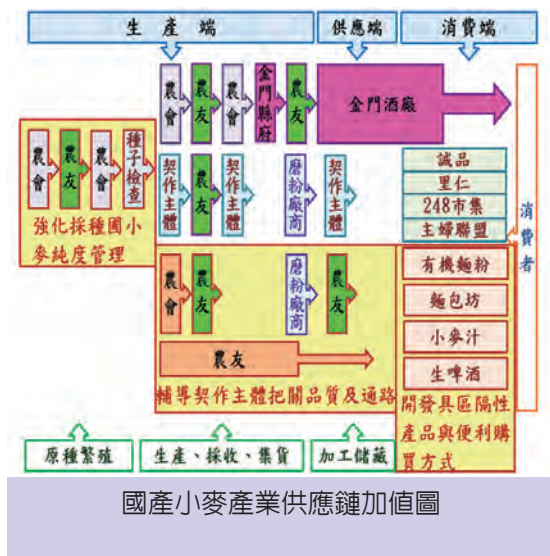 生產端
供應端
消費端
農會
農友
農會
金門縣府
農友
金門酒廠
農會
農友
農會
種子檢查
強化採種圃小
麥純度管理
契作主體
農友
契作主體
磨粉廠商
契作主體
誠品
里仁
248市集
主婦聯盟
消費者
農會
農友
磨粉廠商
農友
農友
輔導契作主體把關品質及通路
有機麵粉
麵包坊
小麥汁
生啤酒
開發具區隔性
產品與便利購
買方式
原種繁殖
生產、採收、集貨
加工儲藏
國產小麥產業供應鏈加值圖